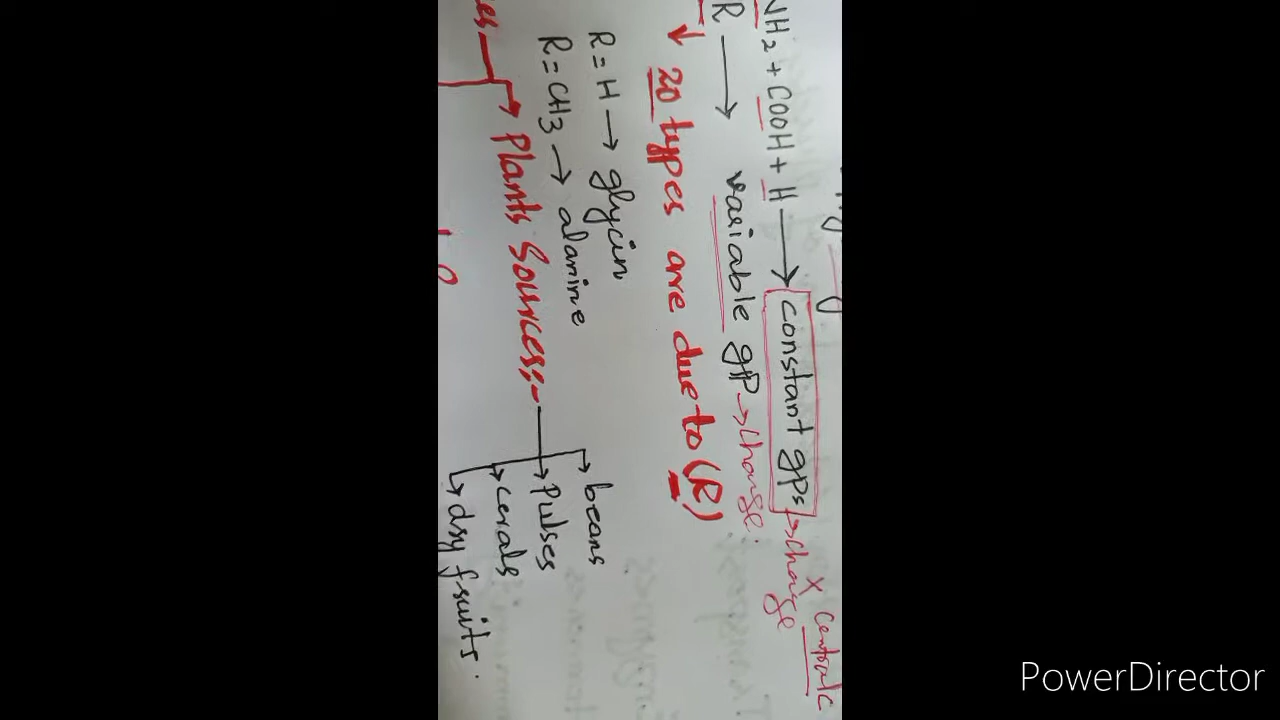 Central C
NH2 + COOH + H → constant gps → change
×
R → variable gp → change.
↓ 20 types are due to (R)
R = H → glycin
R = CH3 → alanine
Plants Sources:-
beans
Pulses
cerals
dry fruits.
PowerDirector